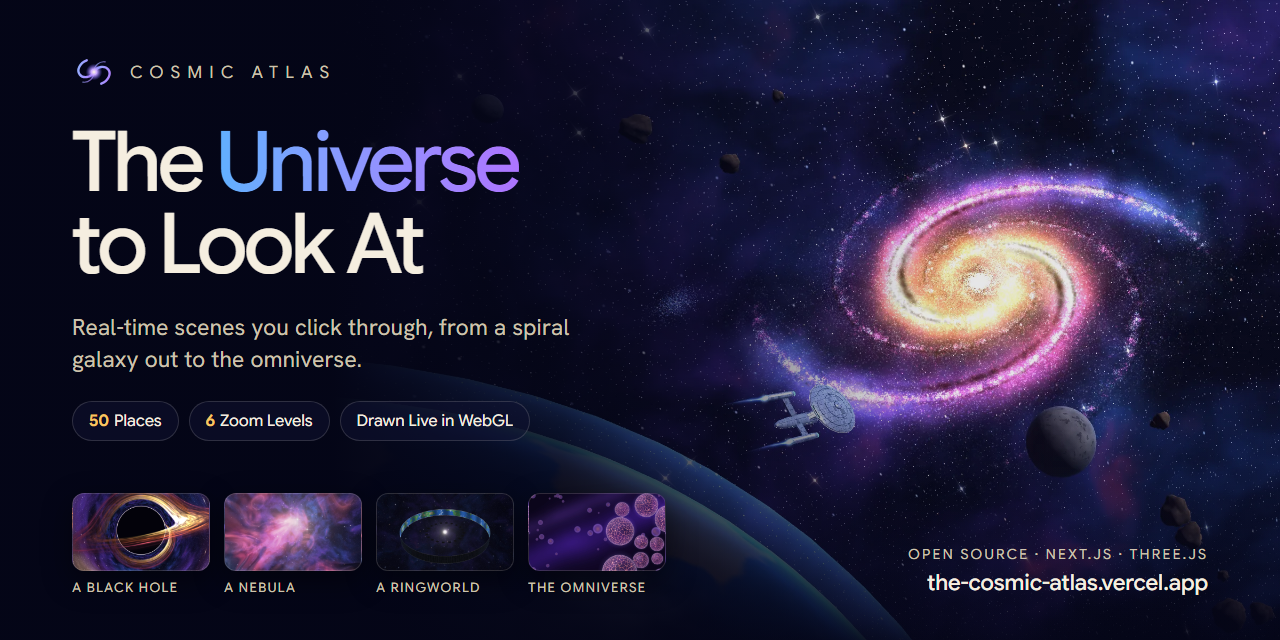 COSMIC ATLAS
The Universe
to Look At
Real-time scenes you click through, from a spiral
galaxy out to the omniverse.
50 Places
6 Zoom Levels
Drawn Live in WebGL
A BLACK HOLE
A NEBULA
A RINGWORLD
THE OMNIVERSE
OPEN SOURCE · NEXT.JS · THREE.JS
the-cosmic-atlas.vercel.app